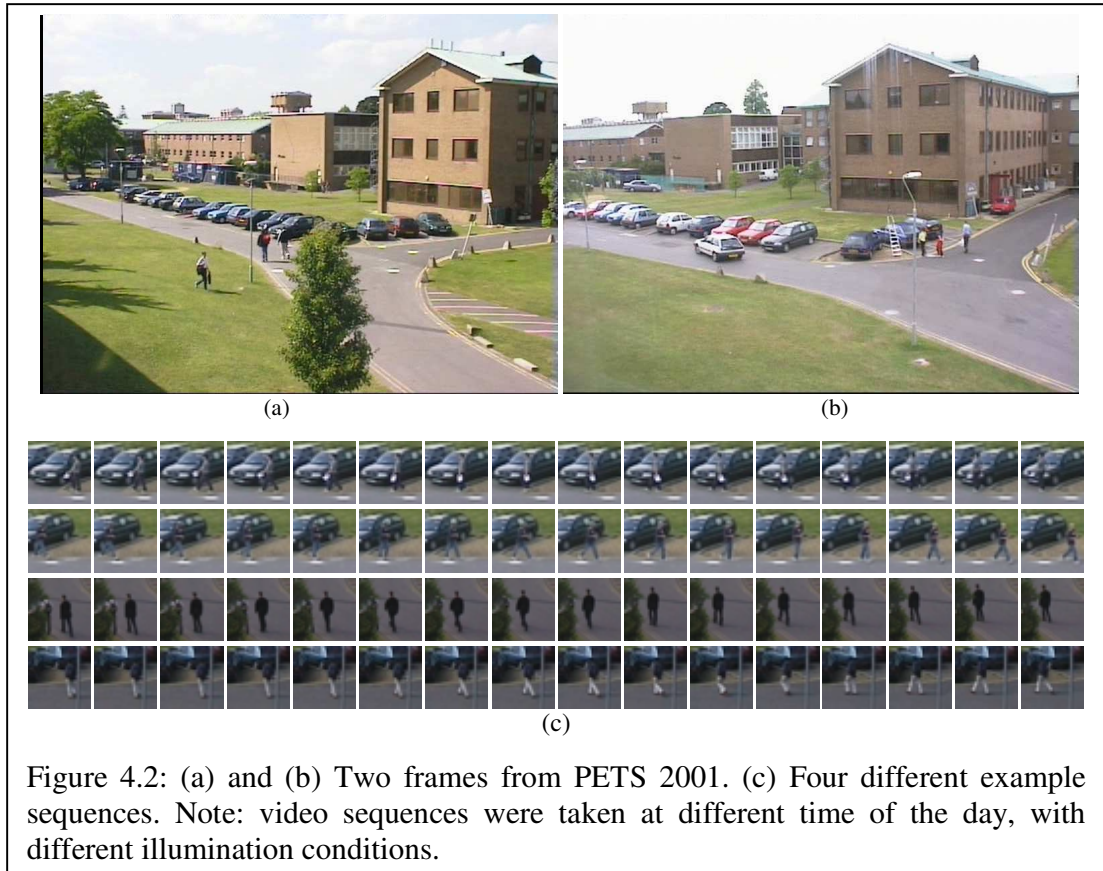 (a)
(b)
(c)
Figure 4.2: (a) and (b) Two frames from PETS 2001. (c) Four different example
sequences. Note: video sequences were taken at different time of the day, with
different illumination conditions.